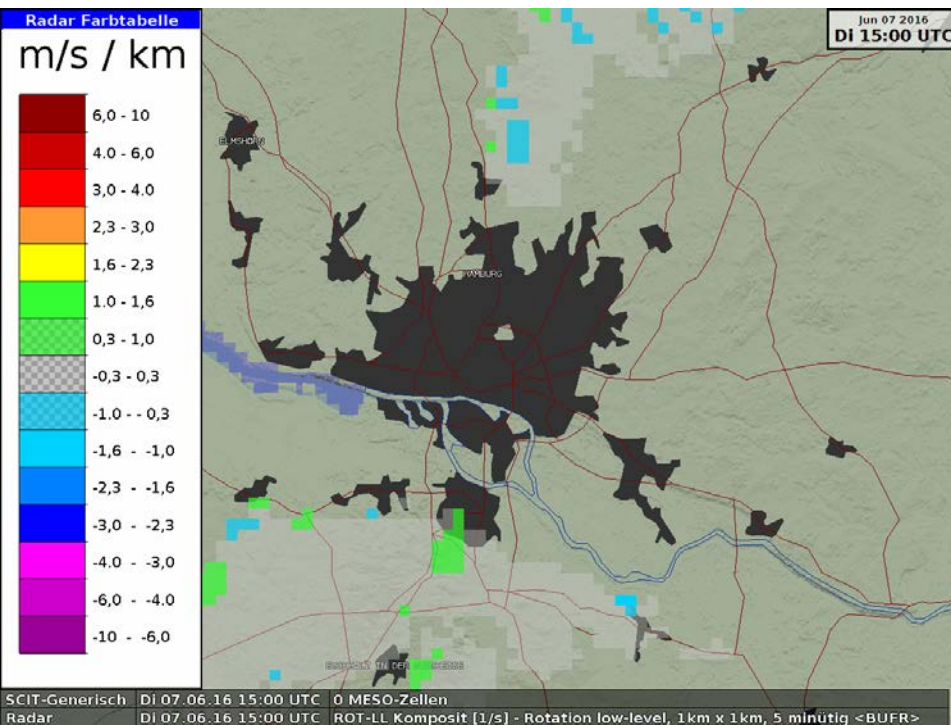 Radar Farbtabelle
m/s / km
6,0 - 10
4.0 - 6,0
3,0 - 4.0
2,3 - 3,0
1,6 - 2,3
1.0 - 1,6
0,3 - 1,0
-0,3 - 0,3
-1.0 - - 0,3
-1,6 - -1,0
-2,3 - -1,6
-3,0 - -2,3
-4.0 - -3,0
-6,0 - -4.0
-10 - -6,0
Jun 07 2016
Di 15:00 UTC
ELMSHORN
HAMBURG
IN DER
SCIT-Generisch Di 07.06.16 15:00 UTC 0 MESO-Zellen
Radar Di 07.06.16 15:00 UTC ROT-LL Komposit [1/s] - Rotation low-level, 1km x 1km, 5 minütig <BUFR>